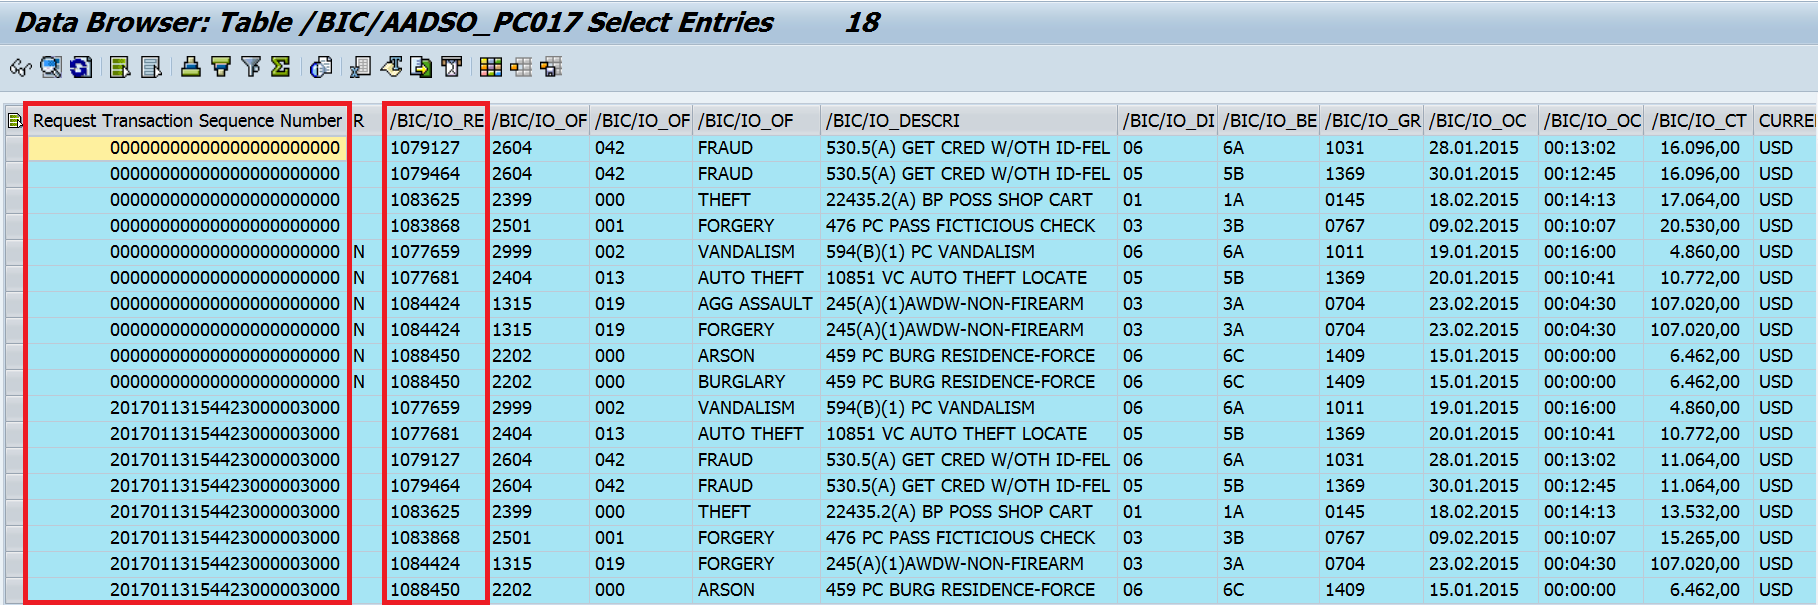 Data Browser: Table /BIC/AADSO_PC017 Select Entries 18
Request Transaction Sequence Number R /BIC/IO_RE /BIC/IO_OF /BIC/IO_OF /BIC/IO_OF /BIC/IO_DESCRI /BIC/IO_DI /BIC/IO_BE /BIC/IO_GR /BIC/IO_OC /BIC/IO_OC /BIC/IO_CT CURRE
00000000000000000000000 1079127 2604 042 FRAUD 530.5(A) GET CRED W/OTH ID-FEL 06 6A 1031 28.01.2015 00:13:02 16.096,00 USD
00000000000000000000000 1079464 2604 042 FRAUD 530.5(A) GET CRED W/OTH ID-FEL 05 5B 1369 30.01.2015 00:12:45 16.096,00 USD
00000000000000000000000 1083625 2399 000 THEFT 22435.2(A) BP POSS SHOP CART 01 1A 0145 18.02.2015 00:14:13 17.064,00 USD
00000000000000000000000 1083868 2501 001 FORGERY 476 PC PASS FICTICIOUS CHECK 03 3B 0767 09.02.2015 00:10:07 20.530,00 USD
00000000000000000000000 N 1077659 2999 002 VANDALISM 594(B)(1) PC VANDALISM 06 6A 1011 19.01.2015 00:16:00 4.860,00 USD
00000000000000000000000 N 1077681 2404 013 AUTO THEFT 10851 VC AUTO THEFT LOCATE 05 5B 1369 20.01.2015 00:10:41 10.772,00 USD
00000000000000000000000 N 1084424 1315 019 AGG ASSAULT 245(A)(1)AWDW-NON-FIREARM 03 3A 0704 23.02.2015 00:04:30 107.020,00 USD
00000000000000000000000 N 1084424 1315 019 FORGERY 245(A)(1)AWDW-NON-FIREARM 03 3A 0704 23.02.2015 00:04:30 107.020,00 USD
00000000000000000000000 N 1088450 2202 000 ARSON 459 PC BURG RESIDENCE-FORCE 06 6C 1409 15.01.2015 00:00:00 6.462,00 USD
00000000000000000000000 N 1088450 2202 000 BURGLARY 459 PC BURG RESIDENCE-FORCE 06 6C 1409 15.01.2015 00:00:00 6.462,00 USD
20170113154423000003000 1077659 2999 002 VANDALISM 594(B)(1) PC VANDALISM 06 6A 1011 19.01.2015 00:16:00 4.860,00 USD
20170113154423000003000 1077681 2404 013 AUTO THEFT 10851 VC AUTO THEFT LOCATE 05 5B 1369 20.01.2015 00:10:41 10.772,00 USD
20170113154423000003000 1079127 2604 042 FRAUD 530.5(A) GET CRED W/OTH ID-FEL 06 6A 1031 28.01.2015 00:13:02 11.064,00 USD
20170113154423000003000 1079464 2604 042 FRAUD 530.5(A) GET CRED W/OTH ID-FEL 05 5B 1369 30.01.2015 00:12:45 11.064,00 USD
20170113154423000003000 1083625 2399 000 THEFT 22435.2(A) BP POSS SHOP CART 01 1A 0145 18.02.2015 00:14:13 13.532,00 USD
20170113154423000003000 1083868 2501 001 FORGERY 476 PC PASS FICTICIOUS CHECK 03 3B 0767 09.02.2015 00:10:07 15.265,00 USD
20170113154423000003000 1084424 1315 019 FORGERY 245(A)(1)AWDW-NON-FIREARM 03 3A 0704 23.02.2015 00:04:30 107.020,00 USD
20170113154423000003000 1088450 2202 000 ARSON 459 PC BURG RESIDENCE-FORCE 06 6C 1409 15.01.2015 00:00:00 6.462,00 USD